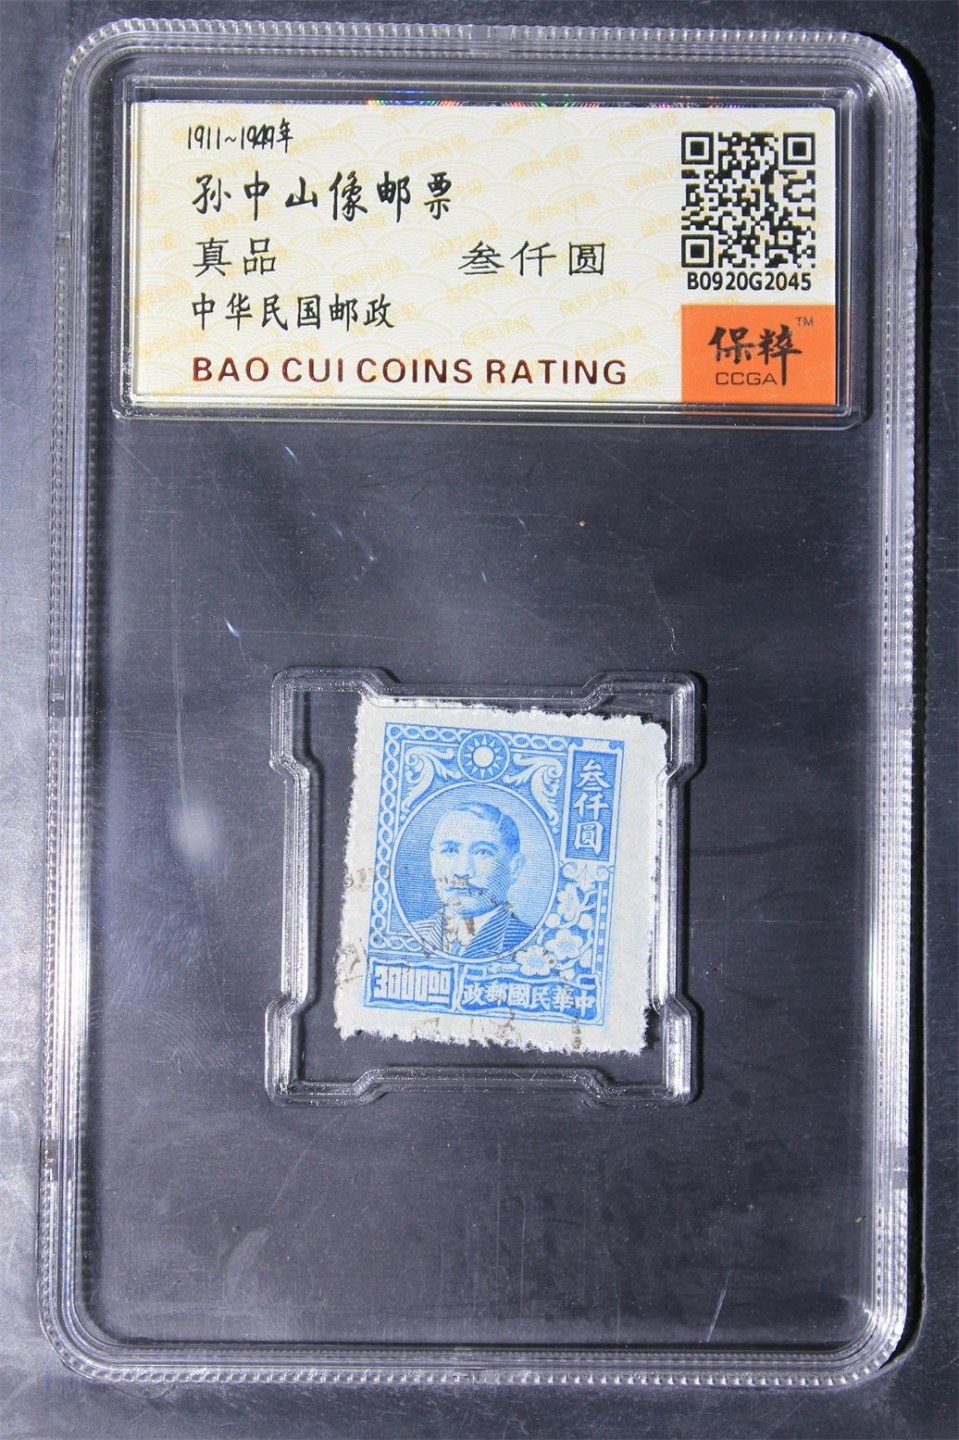 1911~1949年
孙中山像邮票
真品 叁仟圆
中华民国邮政
BAO CUI COINS RATING
B0920G2045
保粹 TM
CCGA
叁仟圓
300000
政郵國民華中